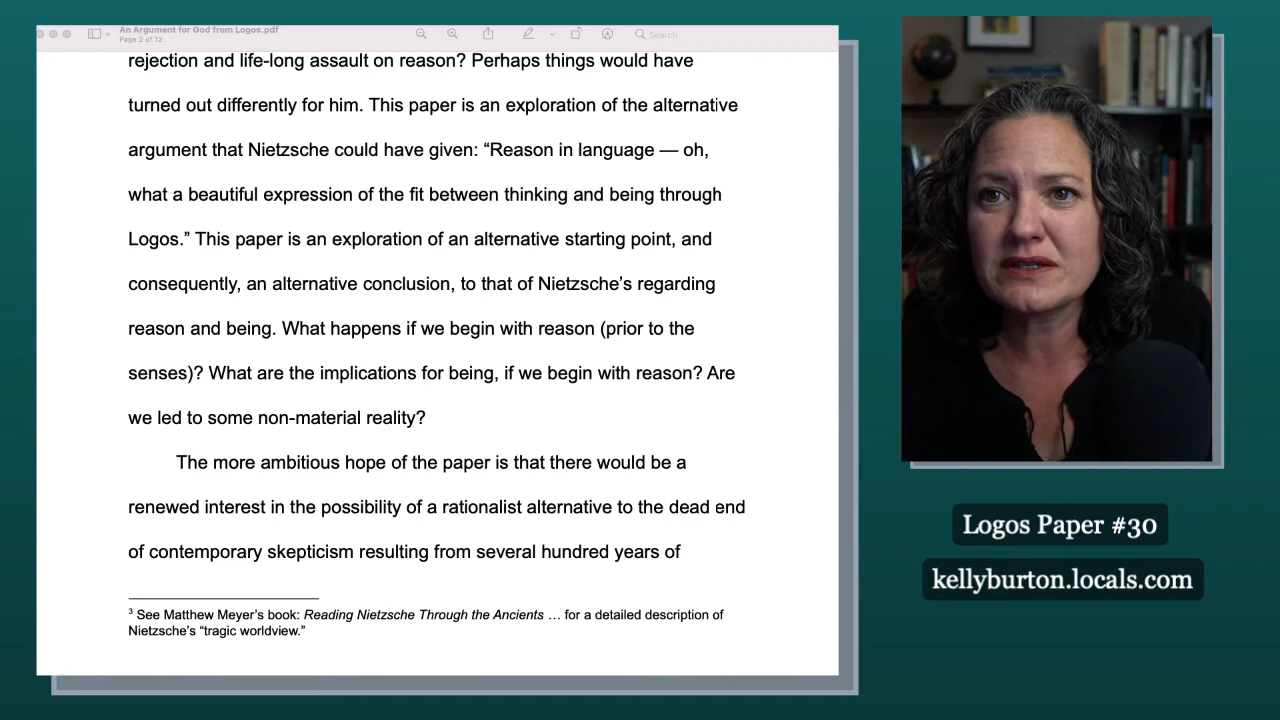 An Argument for God from Logos.pdf
Page 2 of 12
Search
rejection and life-long assault on reason? Perhaps things would have
turned out differently for him. This paper is an exploration of the alternative
argument that Nietzsche could have given: “Reason in language — oh,
what a beautiful expression of the fit between thinking and being through
Logos.” This paper is an exploration of an alternative starting point, and
consequently, an alternative conclusion, to that of Nietzsche’s regarding
reason and being. What happens if we begin with reason (prior to the
senses)? What are the implications for being, if we begin with reason? Are
we led to some non-material reality?
The more ambitious hope of the paper is that there would be a
renewed interest in the possibility of a rationalist alternative to the dead end
of contemporary skepticism resulting from several hundred years of
3 See Matthew Meyer’s book: Reading Nietzsche Through the Ancients … for a detailed description of
Nietzsche’s “tragic worldview.”
Logos Paper #30
kellyburton.locals.com